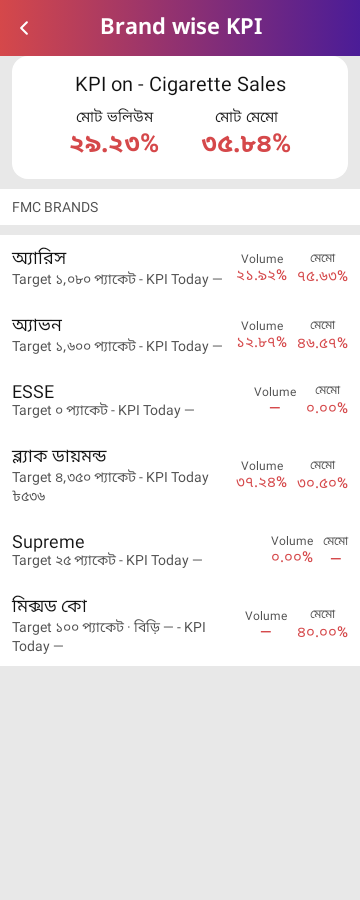 Brand wise KPI
KPI on - Cigarette Sales
মোট ভলিউম মোট মেমো
২৯.২৩% ৩৫.৮৪%
FMC BRANDS
অ্যারিস Volume মেমো
Target ১,০৮০ প্যাকেট - KPI Today — ২১.৯২% ৭৫.৬৩%
অ্যাভন Volume মেমো
Target ১,৬০০ প্যাকেট - KPI Today — ১২.৮৭% ৪৬.৫৭%
ESSE Volume মেমো
Target ০ প্যাকেট - KPI Today — — ০.০০%
ব্ল্যাক ডায়মন্ড Volume মেমো
Target ৪,৩৫০ প্যাকেট - KPI Today ৩৭.২৪% ৩০.৫০%
৮৫৩৬
Supreme Volume মেমো
Target ২৫ প্যাকেট - KPI Today — ০.০০% —
মিক্সড কো Volume মেমো
Target ১০০ প্যাকেট · বিড়ি — - KPI — ৪০.০০%
Today —